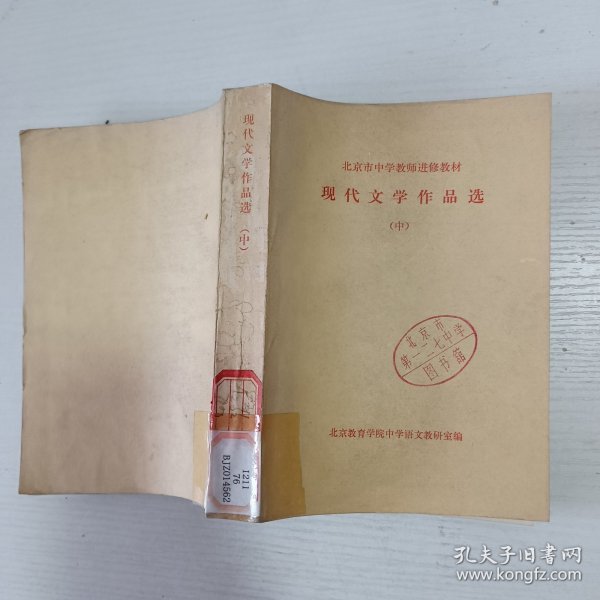 现代文学作品选
(中)
北京市中学教师进修教材
现代文学作品选
(中)
北京市
第一二七中学
图书馆
北京教育学院中学语文教研室编
I211
76
BJZ014562
孔夫子旧书网
www.kongfz.com